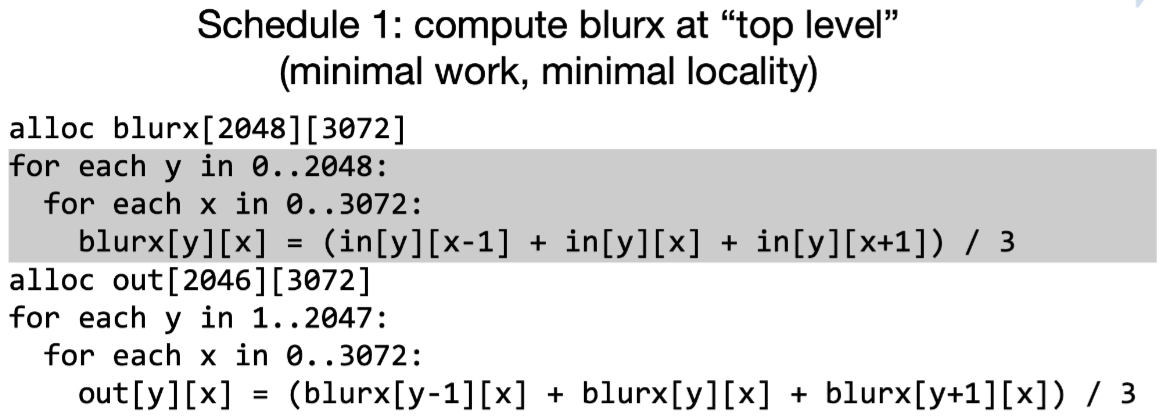 Schedule 1: compute blurx at “top level”
(minimal work, minimal locality)
alloc blurx[2048][3072]
for each y in 0..2048:
  for each x in 0..3072:
    blurx[y][x] = (in[y][x-1] + in[y][x] + in[y][x+1]) / 3
alloc out[2046][3072]
for each y in 1..2047:
  for each x in 0..3072:
    out[y][x] = (blurx[y-1][x] + blurx[y][x] + blurx[y+1][x]) / 3